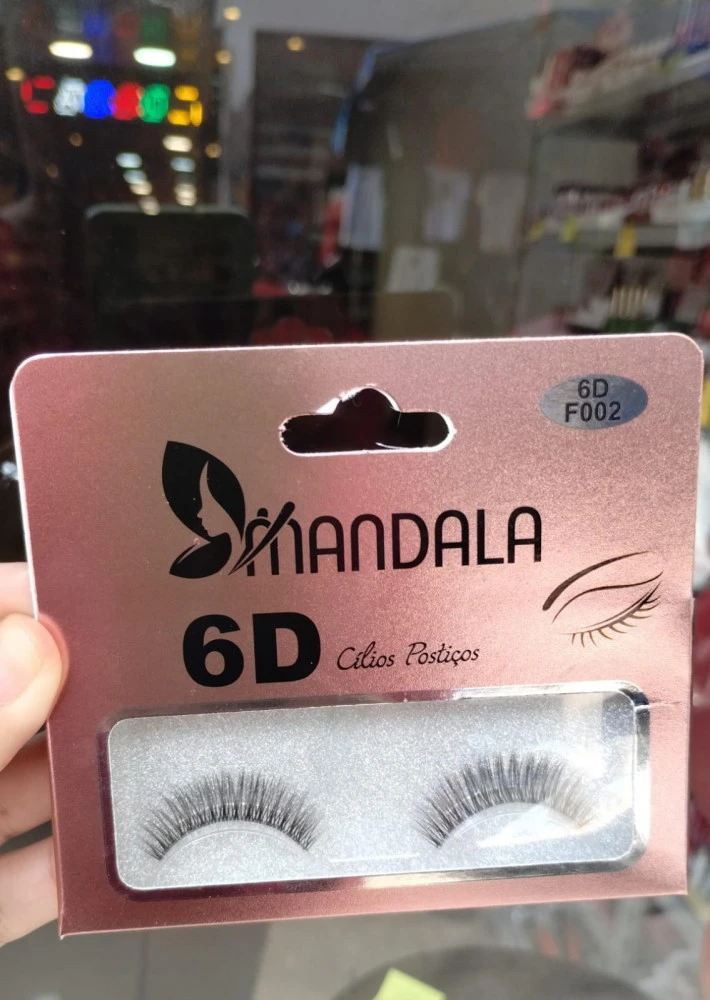 6D
F002
MANDALA
6D Cílios Postiços